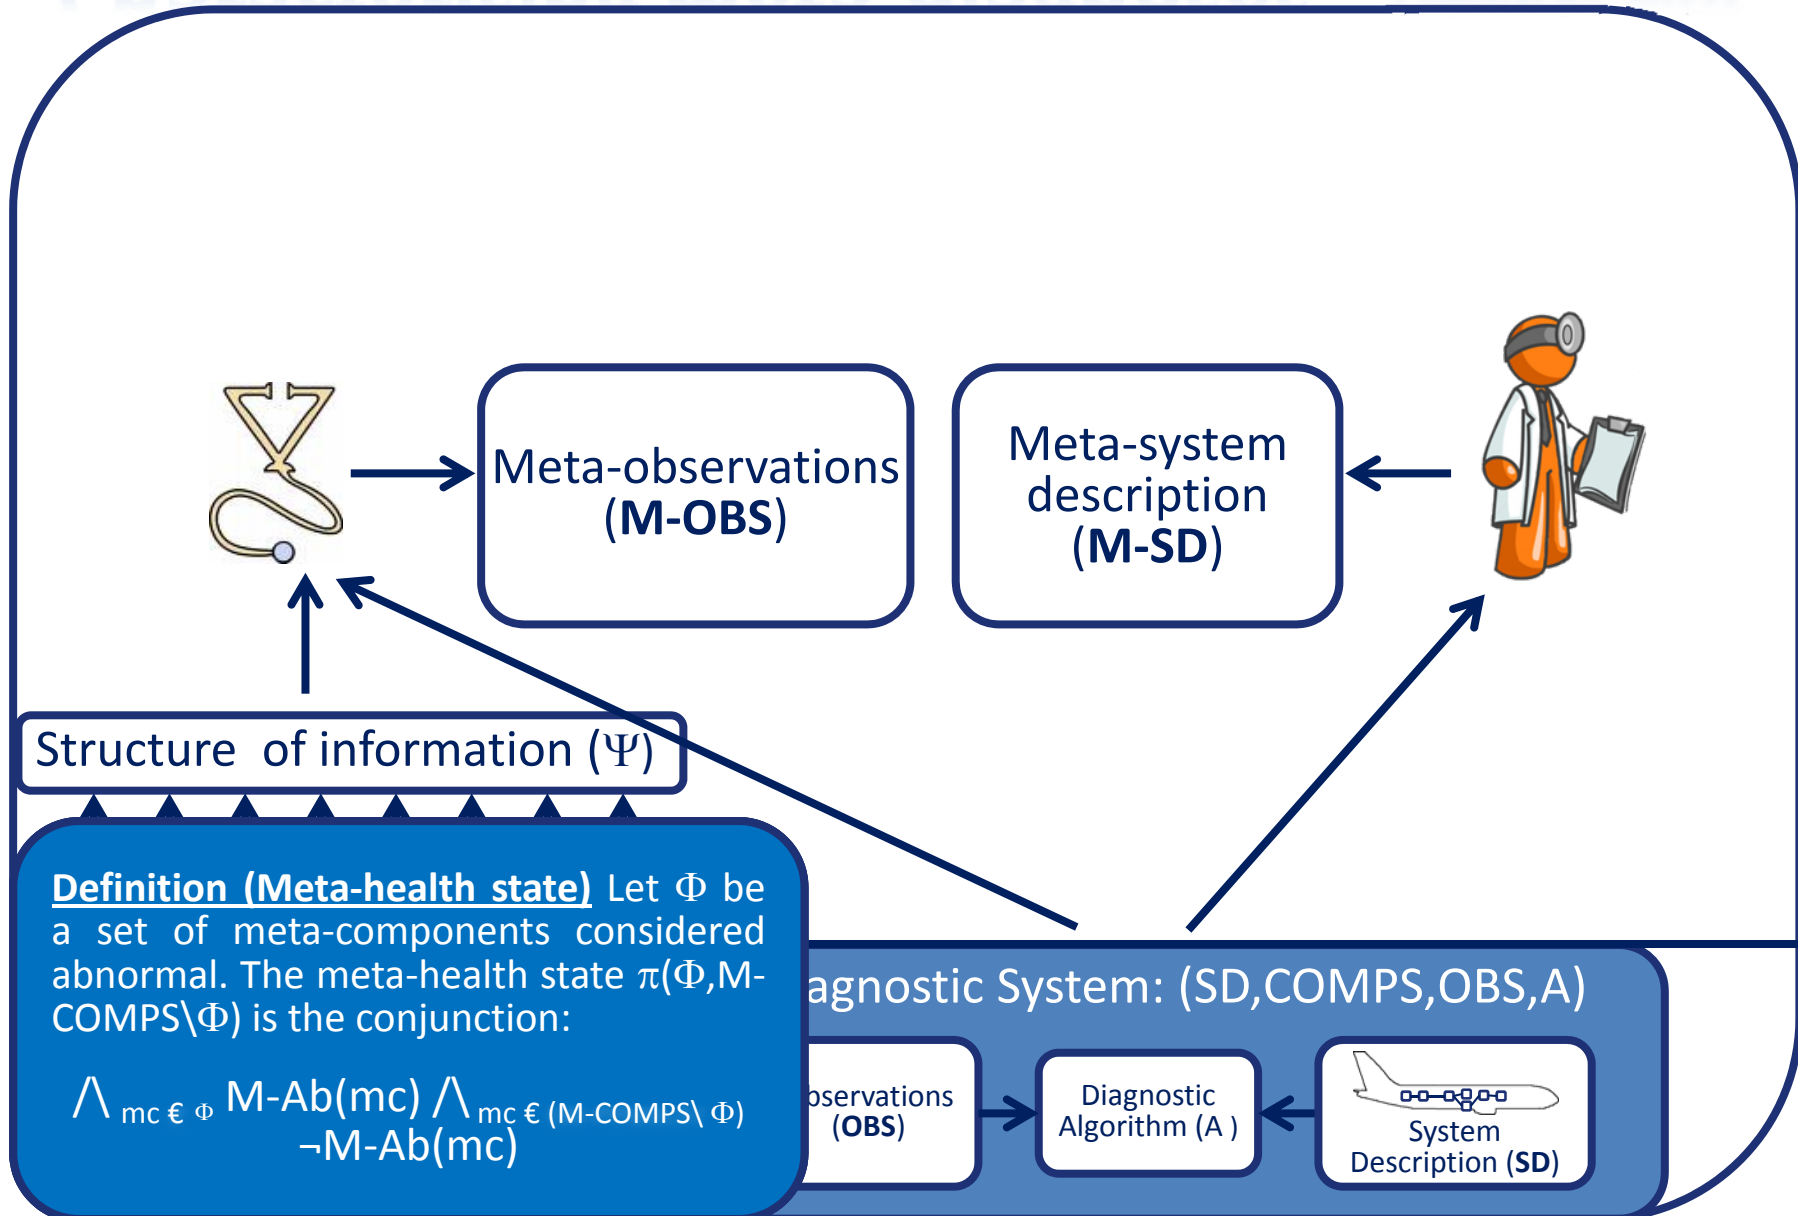 Meta-observations
(M-OBS)
Meta-system
description
(M-SD)
Structure  of information (Ψ)
Definition (Meta-health state) Let Φ be
a set of meta-components considered
abnormal. The meta-health state π(Φ,M-
COMPS\Φ) is the conjunction:
/\ mc € Φ M-Ab(mc) /\ mc € (M-COMPS\ Φ)
¬M-Ab(mc)
agnostic System: (SD,COMPS,OBS,A)
bservations
(OBS)
Diagnostic
Algorithm (A )
System
Description (SD)